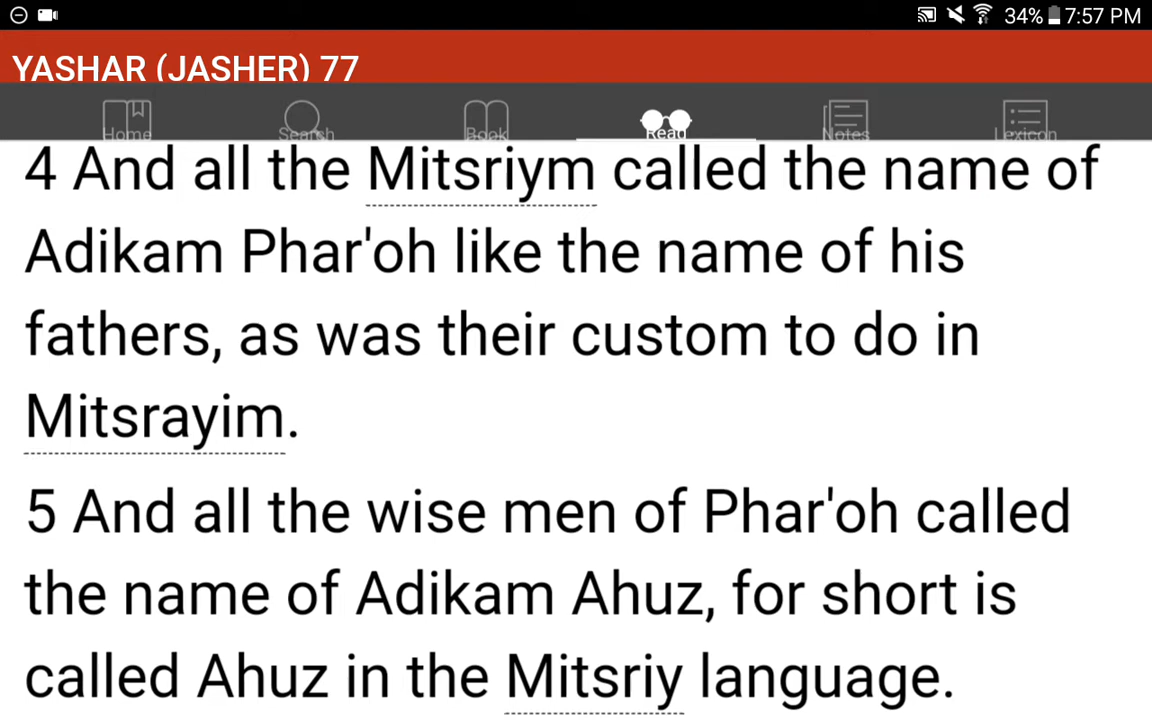 34% 7:57 PM
YASHAR (JASHER) 77
Home Search Book Read Notes Lexicon
4 And all the Mitsriym called the name of
Adikam Phar'oh like the name of his
fathers, as was their custom to do in
Mitsrayim.
5 And all the wise men of Phar'oh called
the name of Adikam Ahuz, for short is
called Ahuz in the Mitsriy language.